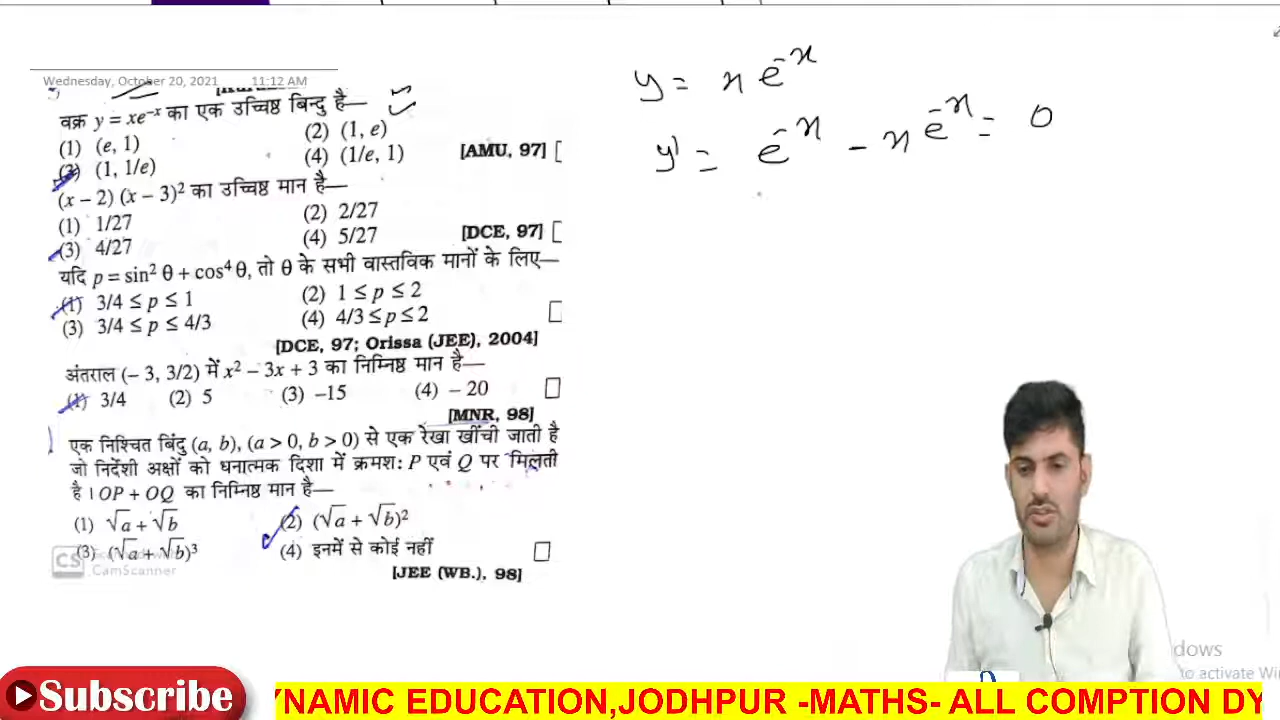 Wednesday, October 20, 2021 11:12 AM
वक्र y = xe⁻ˣ का एक उच्चिष्ठ बिन्दु है—
(1) (e, 1) (2) (1, e)
(3) (1, 1/e) (4) (1/e, 1) [AMU, 97]
(x – 2) (x – 3)² का उच्चिष्ठ मान है—
(1) 1/27 (2) 2/27
(3) 4/27 (4) 5/27 [DCE, 97]
यदि p = sin² θ + cos⁴ θ, तो θ के सभी वास्तविक मानों के लिए—
(1) 3/4 ≤ p ≤ 1 (2) 1 ≤ p ≤ 2
(3) 3/4 ≤ p ≤ 4/3 (4) 4/3 ≤ p ≤ 2
[DCE, 97; Orissa (JEE), 2004]
अंतराल (– 3, 3/2) में x² – 3x + 3 का निम्निष्ठ मान है—
(1) 3/4 (2) 5 (3) –15 (4) – 20
[MNR, 98]
एक निश्चित बिंदु (a, b), (a > 0, b > 0) से एक रेखा खींची जाती है
जो निर्देशी अक्षों को धनात्मक दिशा में क्रमश: P एवं Q पर मिलती
है। OP + OQ का निम्निष्ठ मान है—
(1) √a + √b (2) (√a + √b)²
(3) (√a + √b)³ (4) इनमें से कोई नहीं
[JEE (WB.), 98]
CS CamScanner
y = x e⁻ˣ
y' = e⁻ˣ – x e⁻ˣ = 0
dows
to activate Win
Subscribe
YNAMIC EDUCATION,JODHPUR -MATHS- ALL COMPTION DY